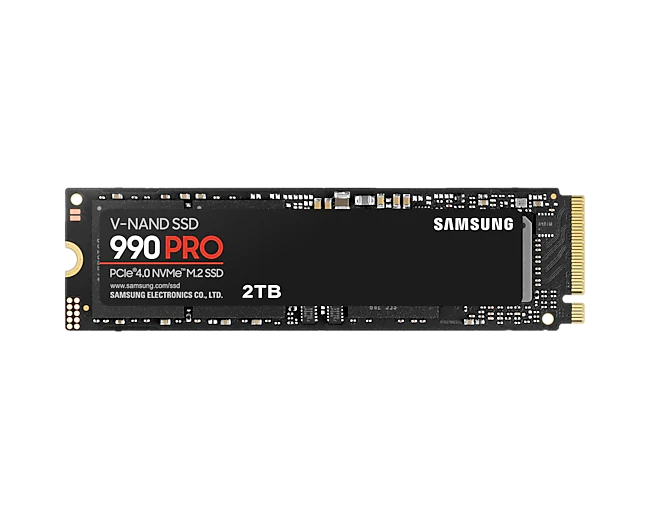 V-NAND SSD
990 PRO
PCIe® 4.0 NVMe™ M.2 SSD
www.samsung.com/ssd
SAMSUNG ELECTRONICS CO., LTD.
2TB
SAMSUNG